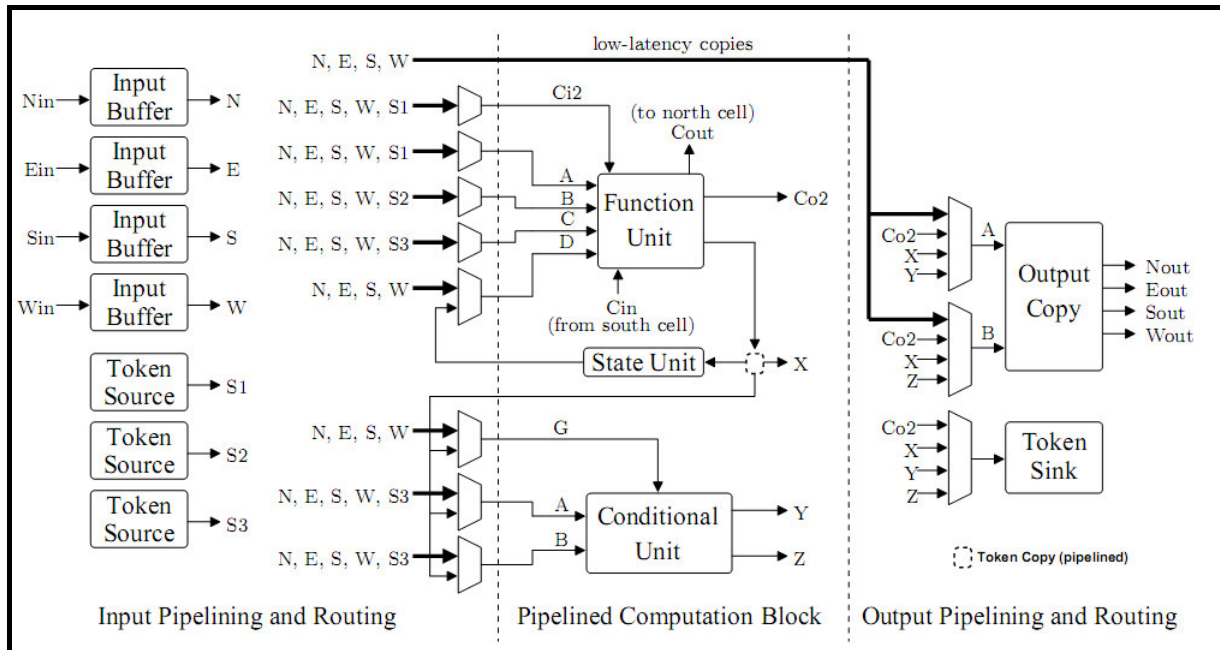 low-latency copies
N, E, S, W
Nin
Input
Buffer
N
Ein
Input
Buffer
E
Sin
Input
Buffer
S
Win
Input
Buffer
W
Token
Source
S1
Token
Source
S2
Token
Source
S3
N, E, S, W, S1
N, E, S, W, S1
N, E, S, W, S2
N, E, S, W, S3
N, E, S, W
N, E, S, W
N, E, S, W, S3
N, E, S, W, S3
Input Pipelining and Routing
Ci2
(to north cell)
Cout
A
B
C
D
Function
Unit
Co2
Cin
(from south cell)
State Unit
X
G
A
B
Conditional
Unit
Y
Z
Pipelined Computation Block
Co2
X
Y
A
Co2
X
Z
B
Output
Copy
Nout
Eout
Sout
Wout
Co2
X
Y
Z
Token
Sink
Token Copy (pipelined)
Output Pipelining and Routing